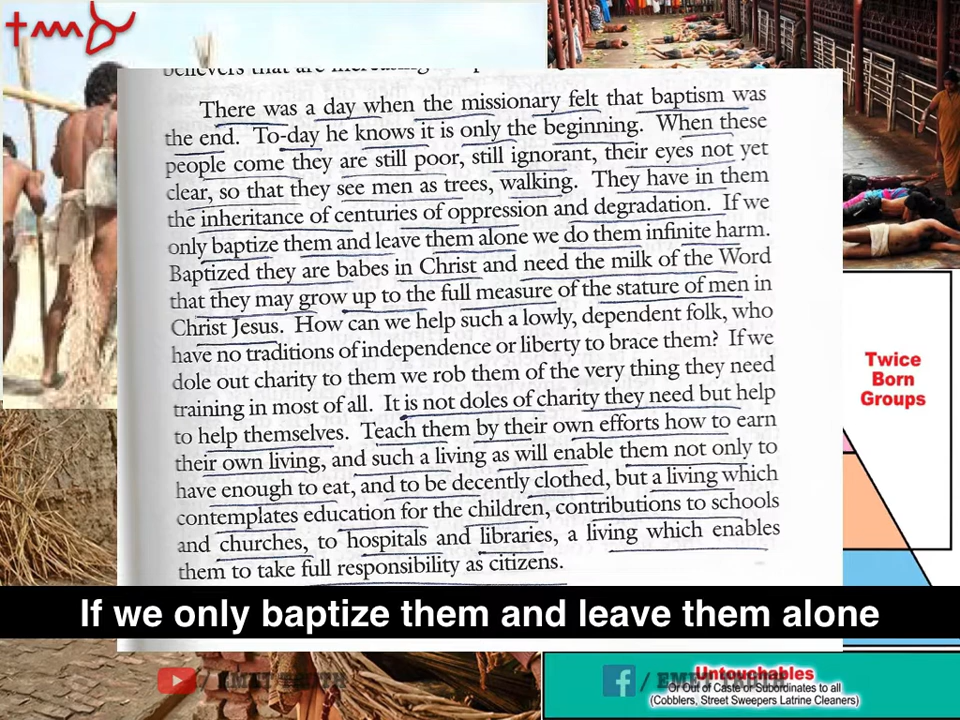 believers that are increasing
There was a day when the missionary felt that baptism was
the end. To-day he knows it is only the beginning. When these
people come they are still poor, still ignorant, their eyes not yet
clear, so that they see men as trees, walking. They have in them
the inheritance of centuries of oppression and degradation. If we
only baptize them and leave them alone we do them infinite harm.
Baptized they are babes in Christ and need the milk of the Word
that they may grow up to the full measure of the stature of men in
Christ Jesus. How can we help such a lowly, dependent folk, who
have no traditions of independence or liberty to brace them? If we
dole out charity to them we rob them of the very thing they need
training in most of all. It is not doles of charity they need but help
to help themselves. Teach them by their own efforts how to earn
their own living, and such a living as will enable them not only to
have enough to eat, and to be decently clothed, but a living which
contemplates education for the children, contributions to schools
and churches, to hospitals and libraries, a living which enables
them to take full responsibility as citizens.
Twice
Born
Groups
If we only baptize them and leave them alone
/ EMET TRUTH
/ EMET TRUTH
Untouchables
Or Out of Caste or Subordinates to all
(Cobblers, Street Sweepers Latrine Cleaners)